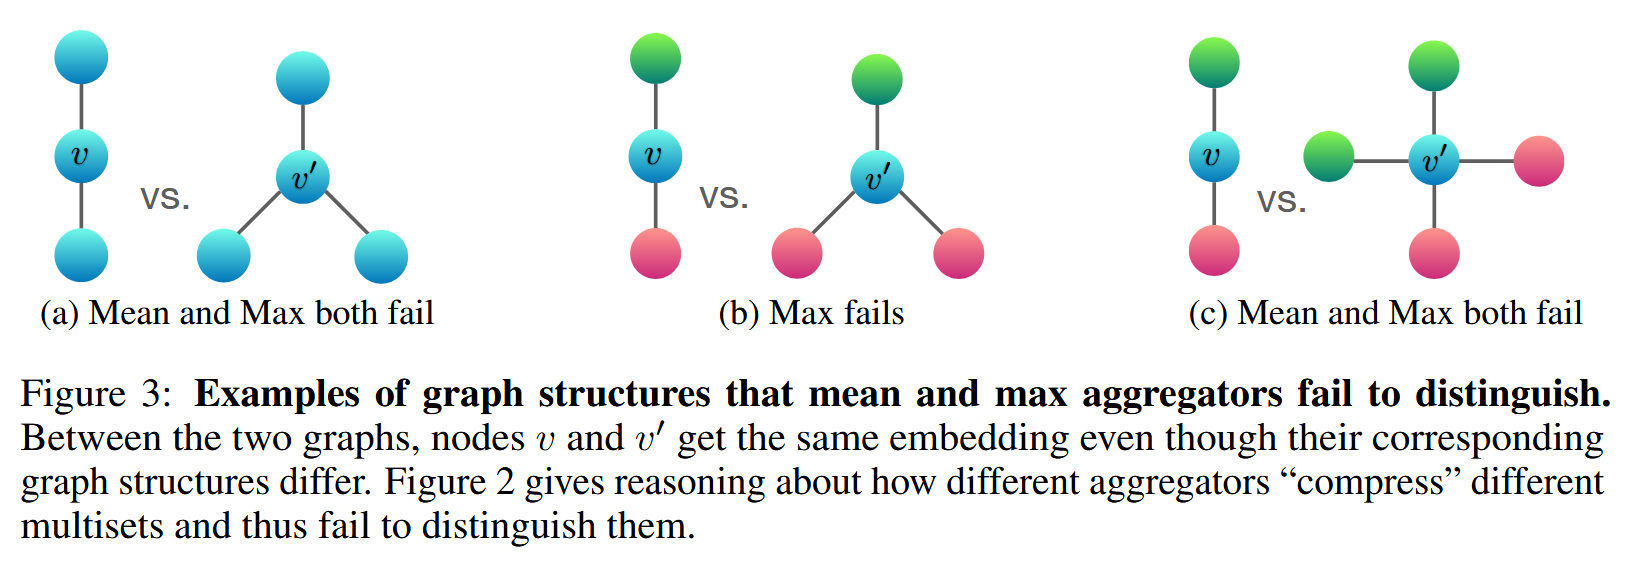 v
vs.
v′
(a) Mean and Max both fail
v
vs.
v′
(b) Max fails
v
vs.
v′
(c) Mean and Max both fail
Figure 3: Examples of graph structures that mean and max aggregators fail to distinguish.
Between the two graphs, nodes v and v′ get the same embedding even though their corresponding
graph structures differ. Figure 2 gives reasoning about how different aggregators “compress” different
multisets and thus fail to distinguish them.